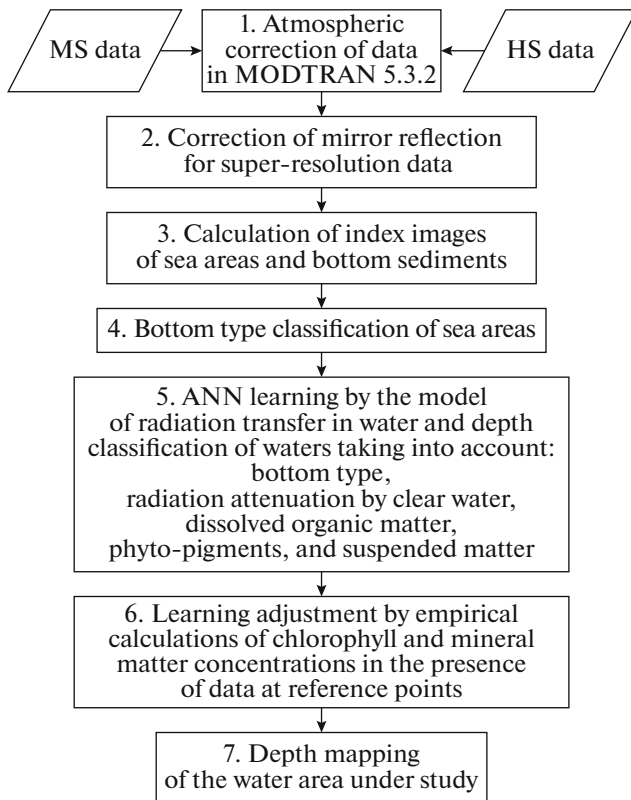 MS data
1. Atmospheric
correction of data
in MODTRAN 5.3.2
HS data
2. Correction of mirror reflection
for super-resolution data
3. Calculation of index images
of sea areas and bottom sediments
4. Bottom type classification of sea areas
5. ANN learning by the model
of radiation transfer in water and depth
classification of waters taking into account:
bottom type,
radiation attenuation by clear water,
dissolved organic matter,
phyto-pigments, and suspended matter
6. Learning adjustment by empirical
calculations of chlorophyll and mineral
matter concentrations in the presence
of data at reference points
7. Depth mapping
of the water area under study